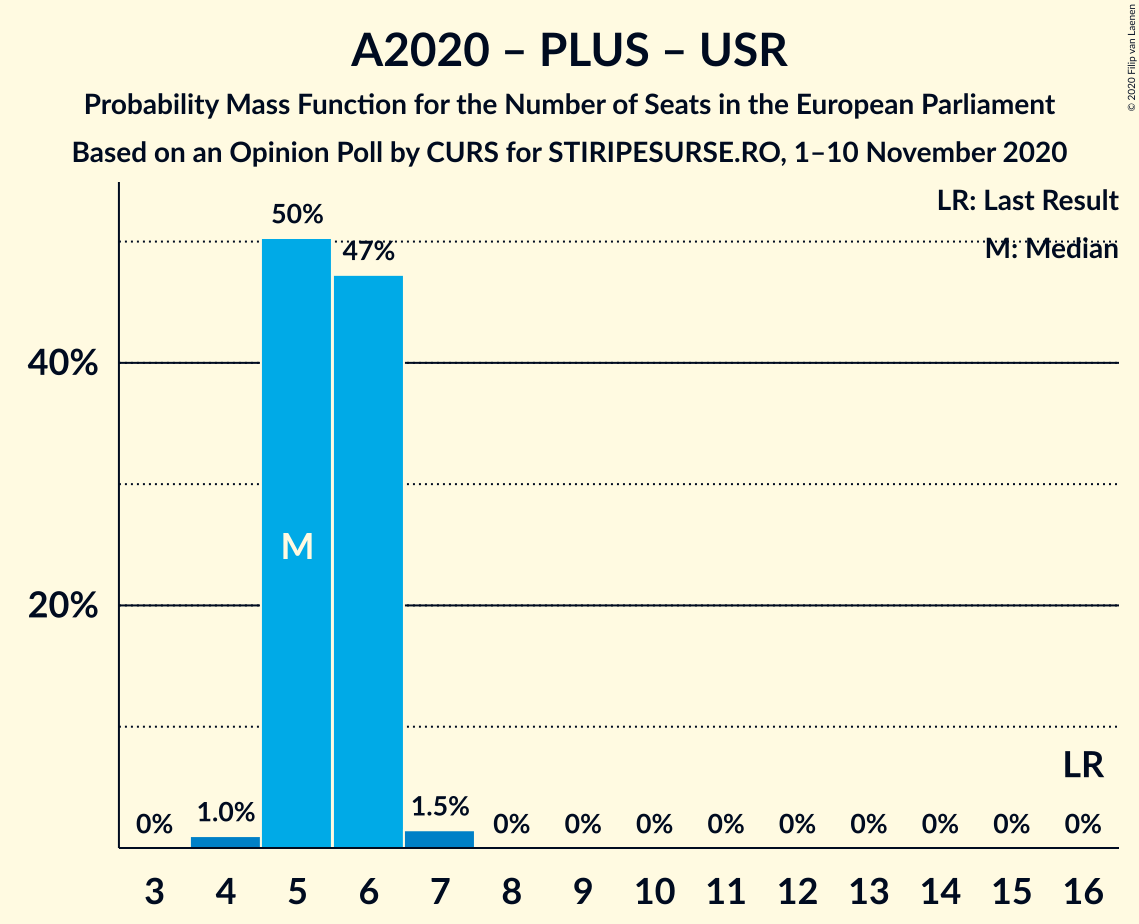 A2020 – PLUS – USR
Probability Mass Function for the Number of Seats in the European Parliament
Based on an Opinion Poll by CURS for STIRIPESURSE.RO, 1–10 November 2020
© 2020 Filip van Laenen
LR: Last Result
M: Median
50%
47%
40%
M
20%
LR
0% 1.0% 1.5% 0% 0% 0% 0% 0% 0% 0% 0% 0%
3 4 5 6 7 8 9 10 11 12 13 14 15 16